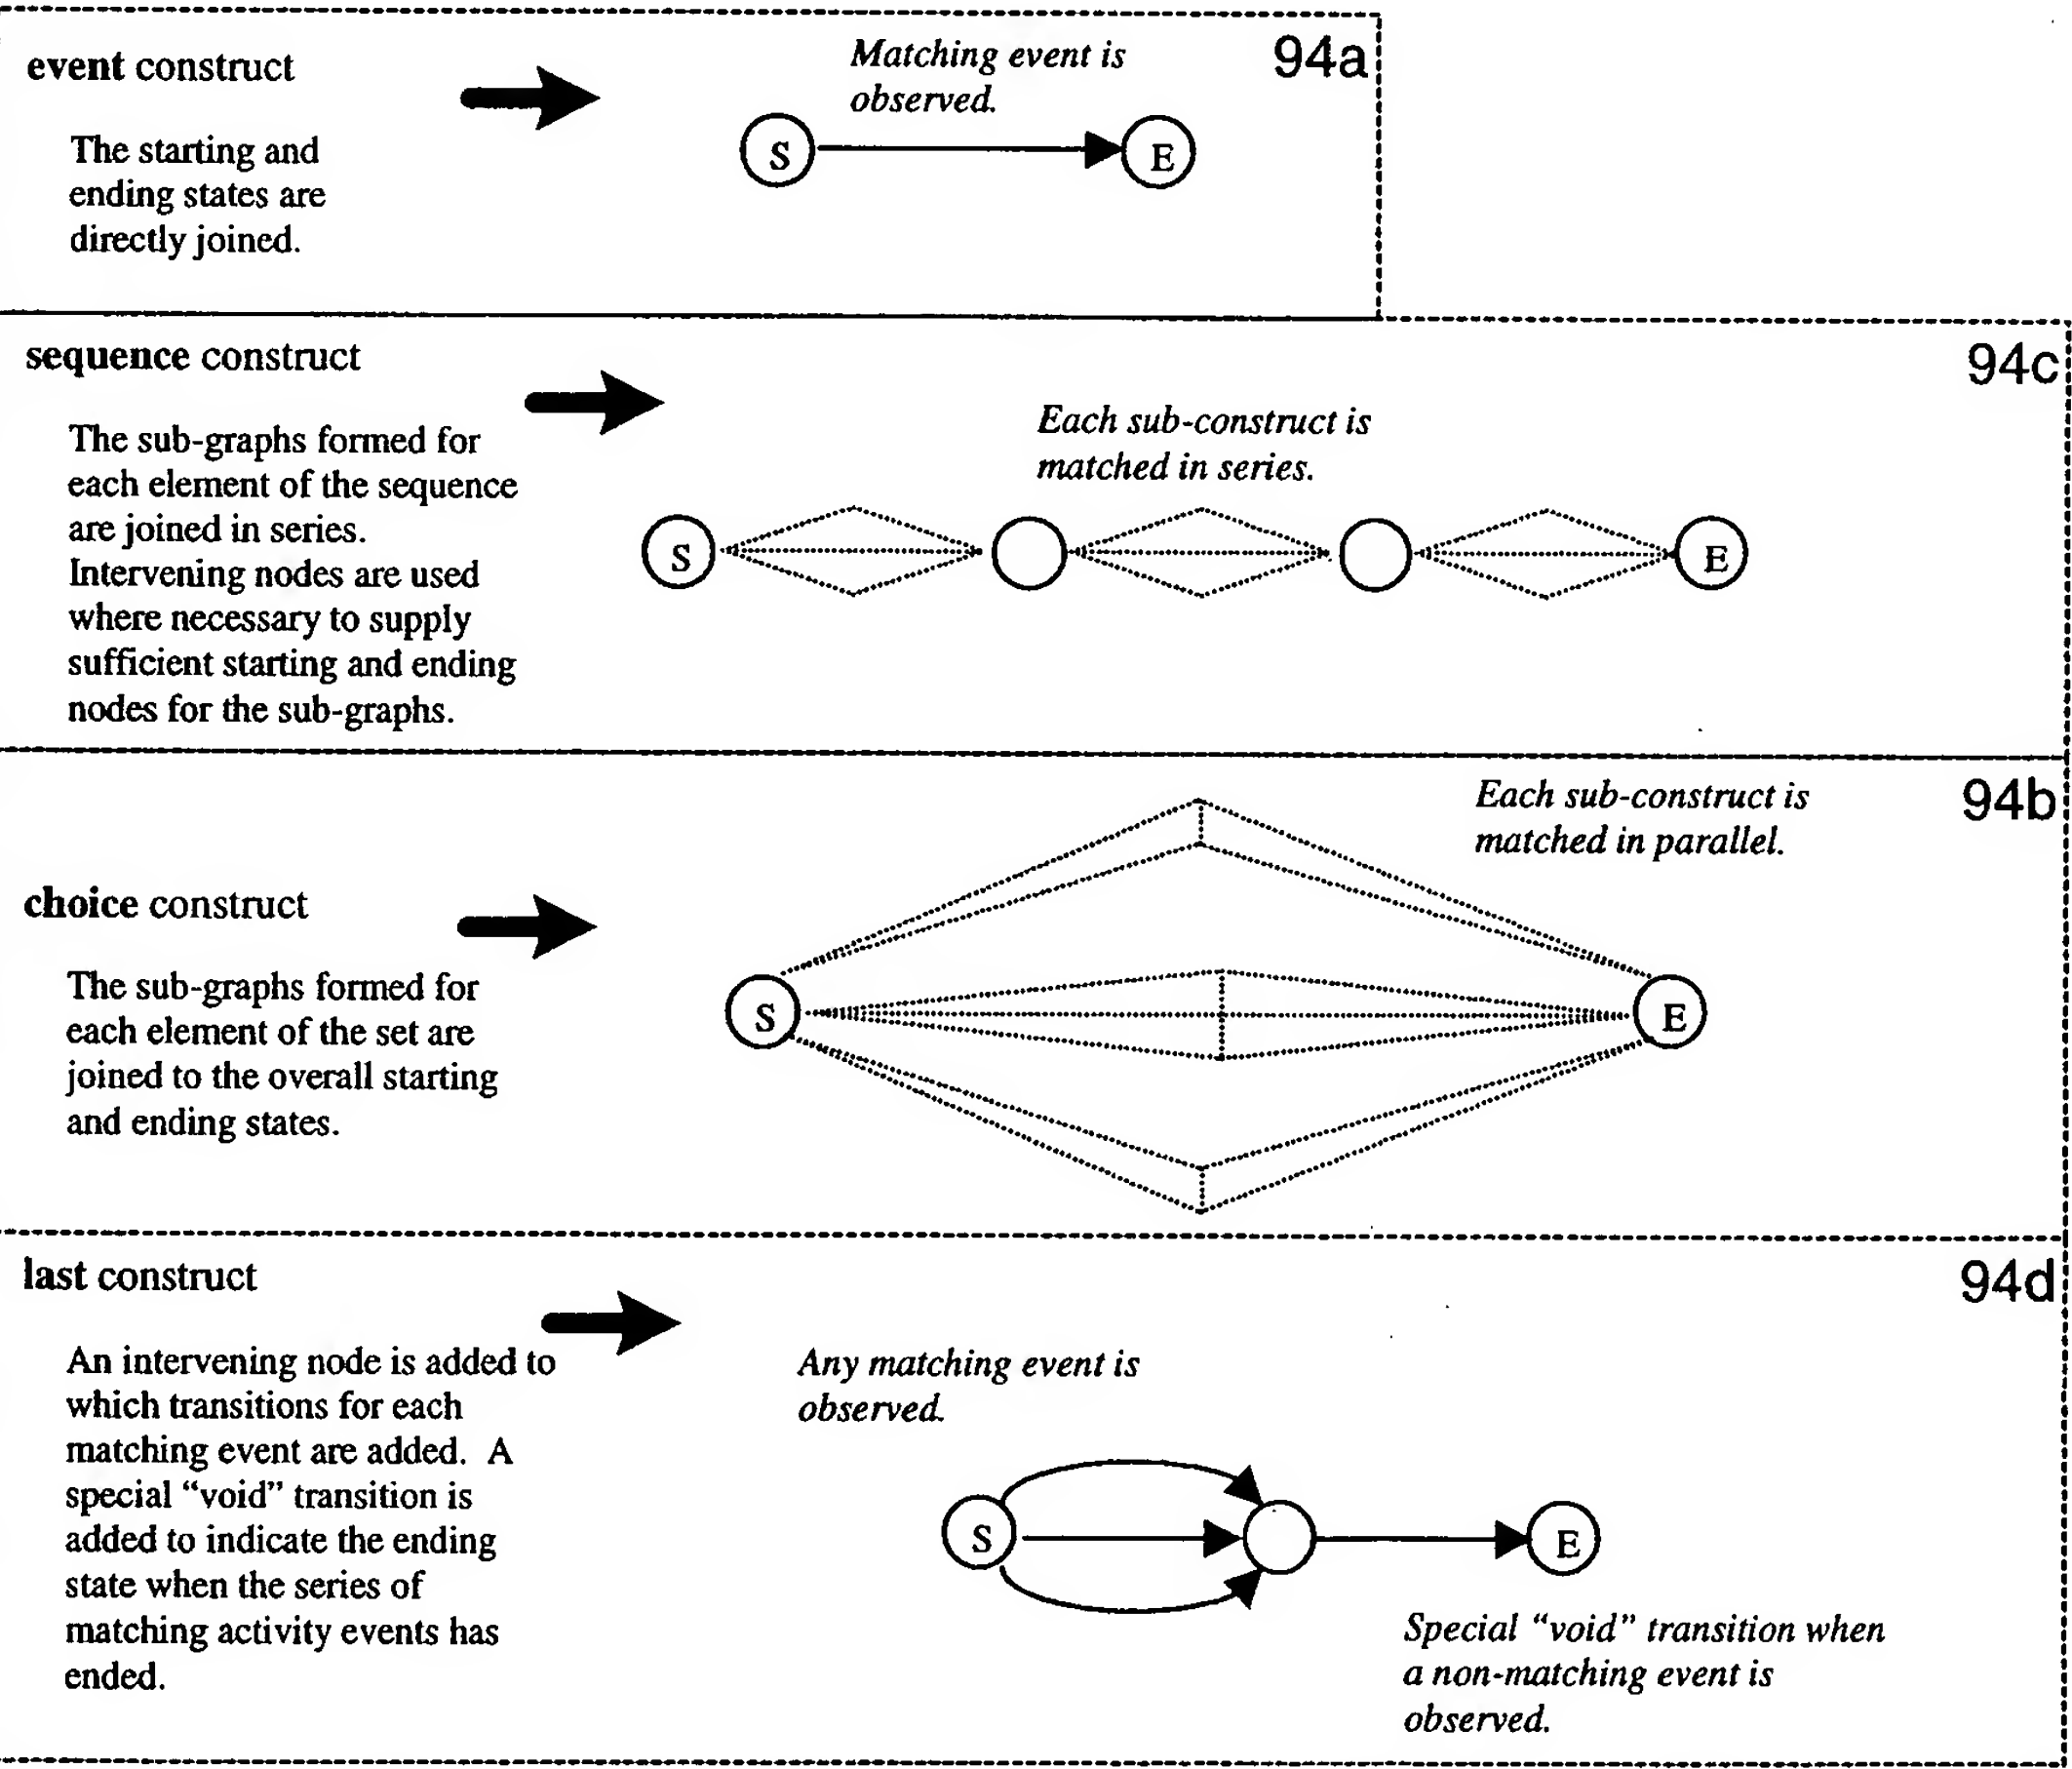 event construct
The starting and
ending states are
directly joined.
Matching event is
observed.
94a
S
E
sequence construct
The sub-graphs formed for
each element of the sequence
are joined in series.
Intervening nodes are used
where necessary to supply
sufficient starting and ending
nodes for the sub-graphs.
94c
Each sub-construct is
matched in series.
S
E
choice construct
The sub-graphs formed for
each element of the set are
joined to the overall starting
and ending states.
Each sub-construct is
matched in parallel.
94b
S
E
last construct
An intervening node is added to
which transitions for each
matching event are added. A
special “void” transition is
added to indicate the ending
state when the series of
matching activity events has
ended.
94d
Any matching event is
observed.
S
E
Special “void” transition when
a non-matching event is
observed.